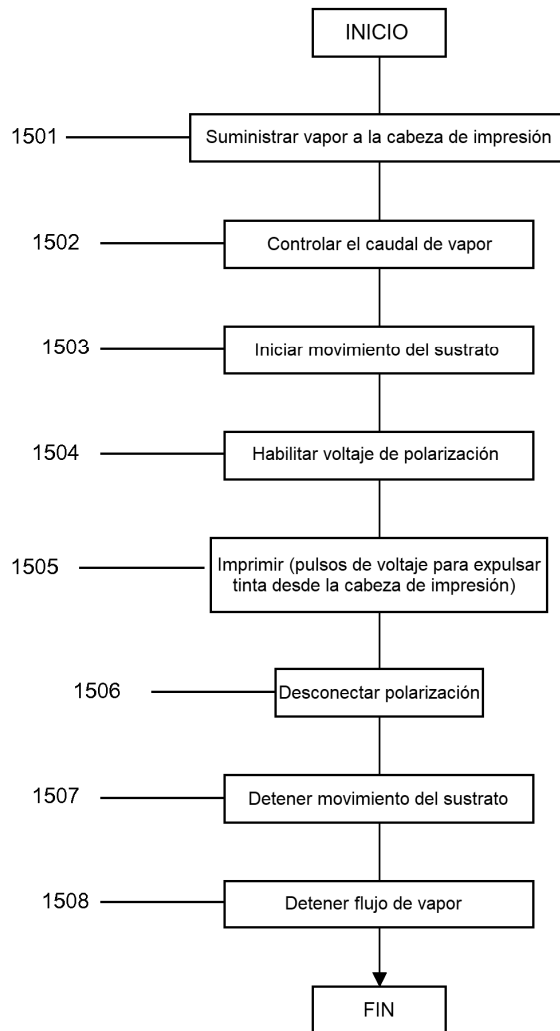 INICIO
1501
Suministrar vapor a la cabeza de impresión
1502
Controlar el caudal de vapor
1503
Iniciar movimiento del sustrato
1504
Habilitar voltaje de polarización
1505
Imprimir (pulsos de voltaje para expulsar
tinta desde la cabeza de impresión)
1506
Desconectar polarización
1507
Detener movimiento del sustrato
1508
Detener flujo de vapor
FIN